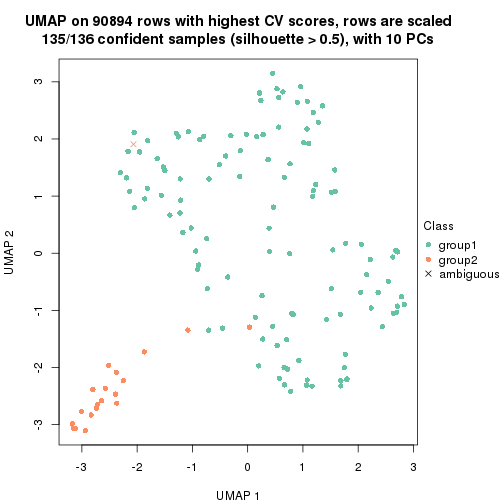 UMAP on 90894 rows with highest CV scores, rows are scaled
135/136 confident samples (silhouette > 0.5), with 10 PCs
3
2
1
0
-1
-2
-3
UMAP 2
-3
-2
-1
0
1
2
3
UMAP 1
Class
group1
group2
ambiguous